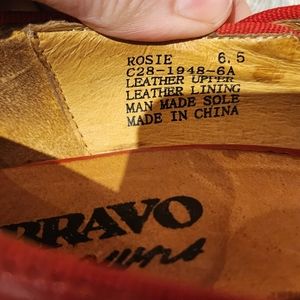 ROSIE 6.5
C28-1948-6A
LEATHER UPPER
LEATHER LINING
MAN MADE SOLE
MADE IN CHINA
BRAVO